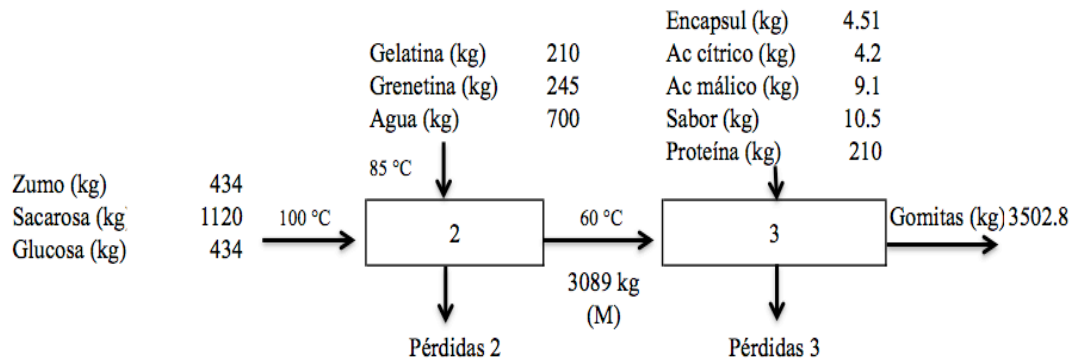 Encapsul (kg) 4.51
Gelatina (kg) 210
Ac cítrico (kg) 4.2
Grenetina (kg) 245
Ac málico (kg) 9.1
Agua (kg) 700
Sabor (kg) 10.5
Proteína (kg) 210
85 °C
Zumo (kg) 434
Sacarosa (kg 1120
Glucosa (kg) 434
100 °C
2
60 °C
3
Gomitas (kg) 3502.8
3089 kg
(M)
Pérdidas 2
Pérdidas 3